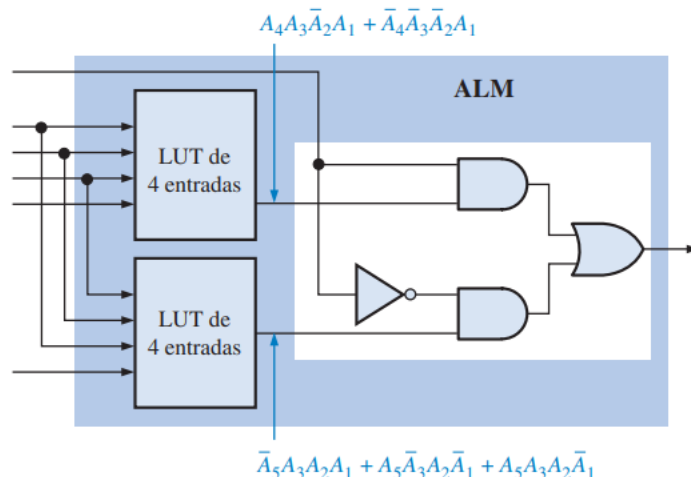 A₄A₃Ā₂A₁ + Ā₄Ā₃Ā₂A₁
ALM
LUT de
4 entradas
LUT de
4 entradas
Ā₅A₃A₂A₁ + A₅Ā₃A₂Ā₁ + A₅A₃A₂Ā₁